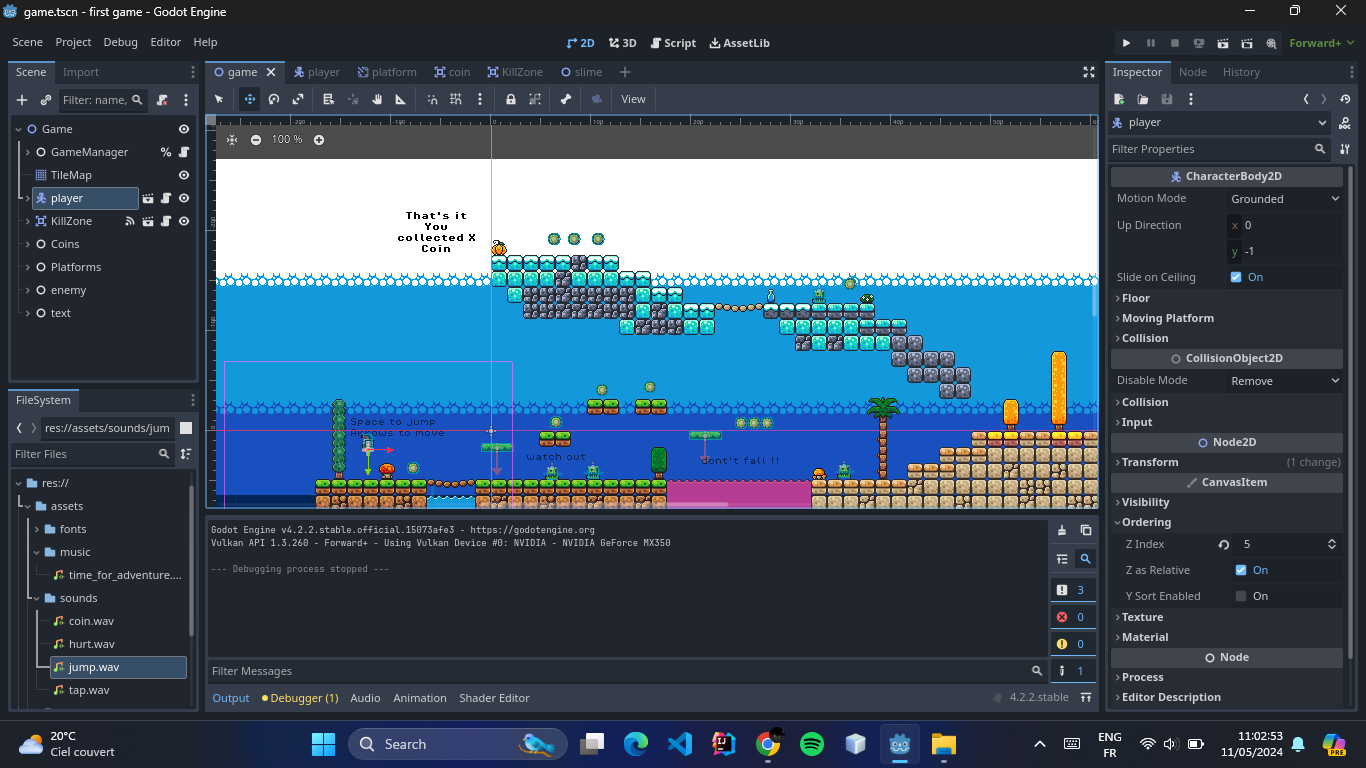 game.tscn - first game - Godot Engine
Scene Project Debug Editor Help
2D 3D Script AssetLib
Forward+
Scene Import
Filter: name,
Game
GameManager %
TileMap
player
KillZone
Coins
Platforms
enemy
text
FileSystem
res://assets/sounds/jum
Filter Files
res://
assets
fonts
music
time_for_adventure....
sounds
coin.wav
hurt.wav
jump.wav
tap.wav
game player platform coin KillZone slime
View
100 %
That's it
You
collected X
Coin
Space to jump
Arrows to move
watch out
dont't fall !!
Godot Engine v4.2.2.stable.official.15073afe3 - https://godotengine.org
Vulkan API 1.3.260 - Forward+ - Using Vulkan Device #0: NVIDIA - NVIDIA GeForce MX350
--- Debugging process stopped ---
3
0
0
1
Filter Messages
Output Debugger (1) Audio Animation Shader Editor
4.2.2.stable
Inspector Node History
player
Filter Properties
CharacterBody2D
Motion Mode Grounded
Up Direction x 0
y -1
Slide on Ceiling On
Floor
Moving Platform
Collision
CollisionObject2D
Disable Mode Remove
Collision
Input
Node2D
Transform (1 change)
CanvasItem
Visibility
Ordering
Z Index 5
Z as Relative On
Y Sort Enabled On
Texture
Material
Node
Process
Editor Description
20°C
Ciel couvert
Search
ENG
FR
11:02:53
11/05/2024
PRE